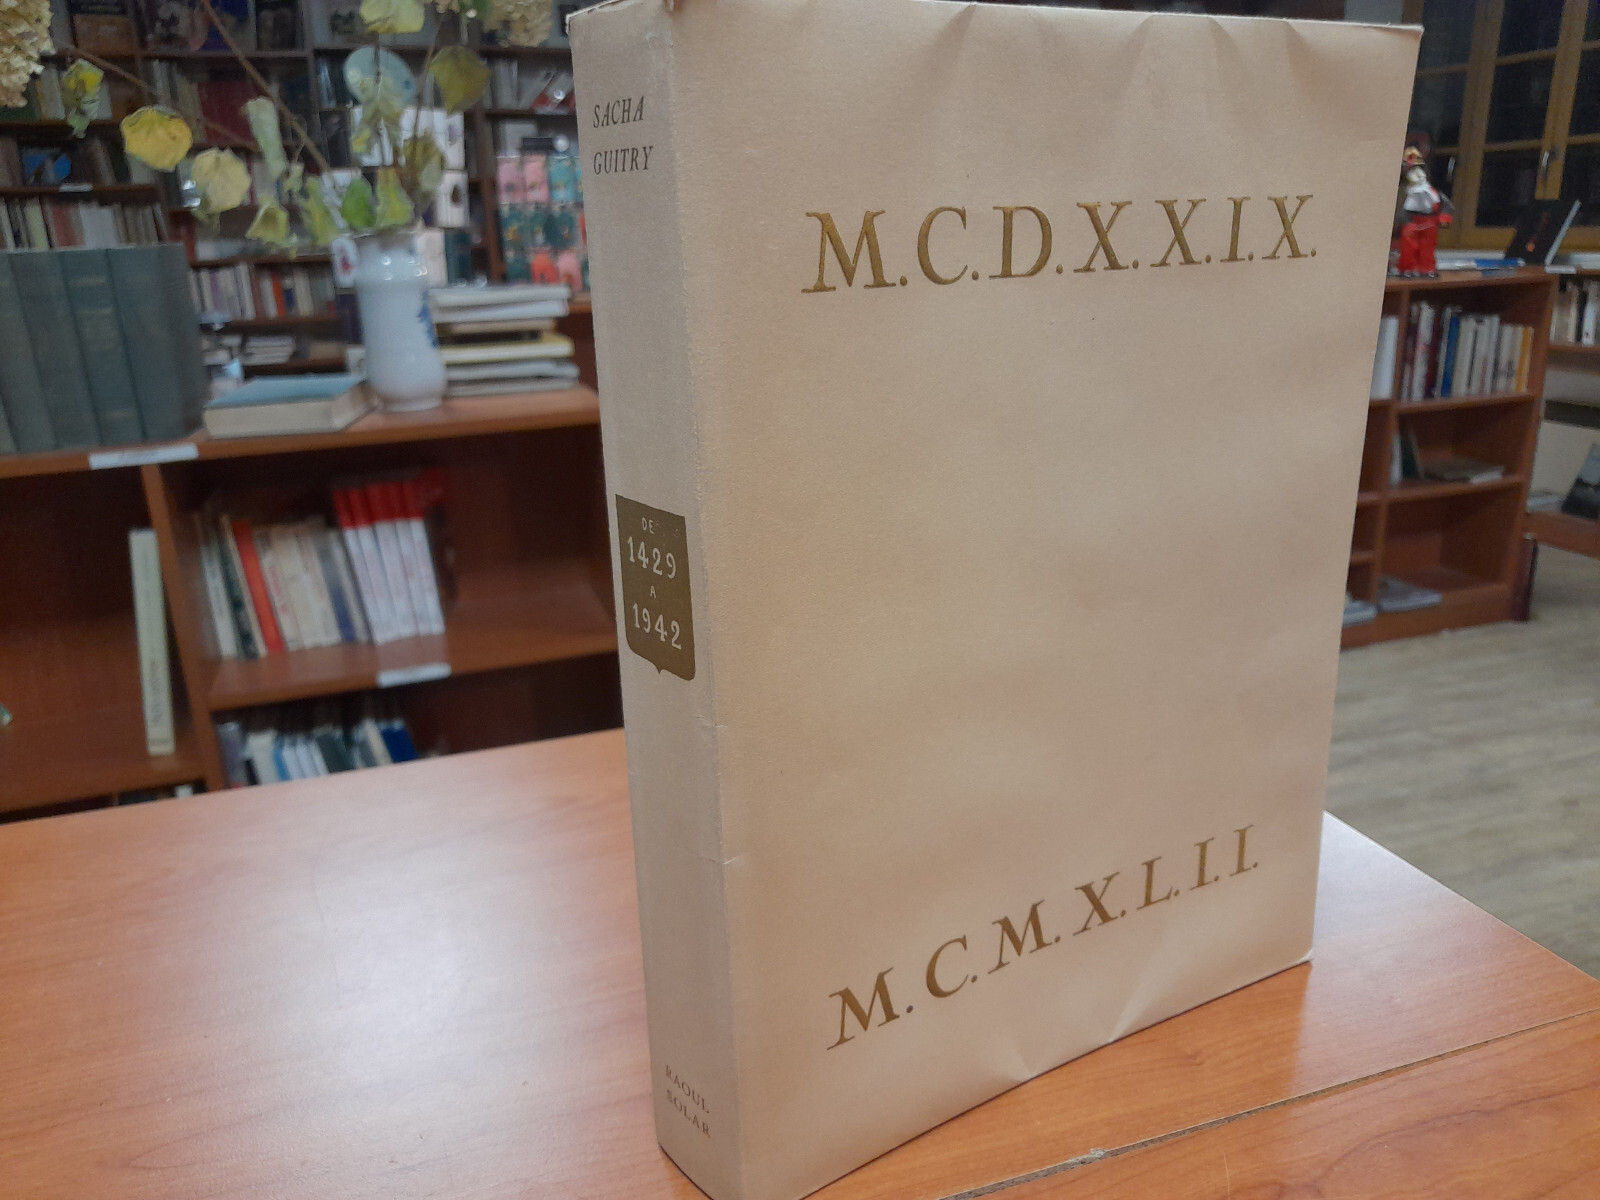 SACHA
GUITRY
DE
1429
A
1942
RAOUL
SOLAR
M.C.D.X.X.I.X.
M.C.M.X.L.I.I.